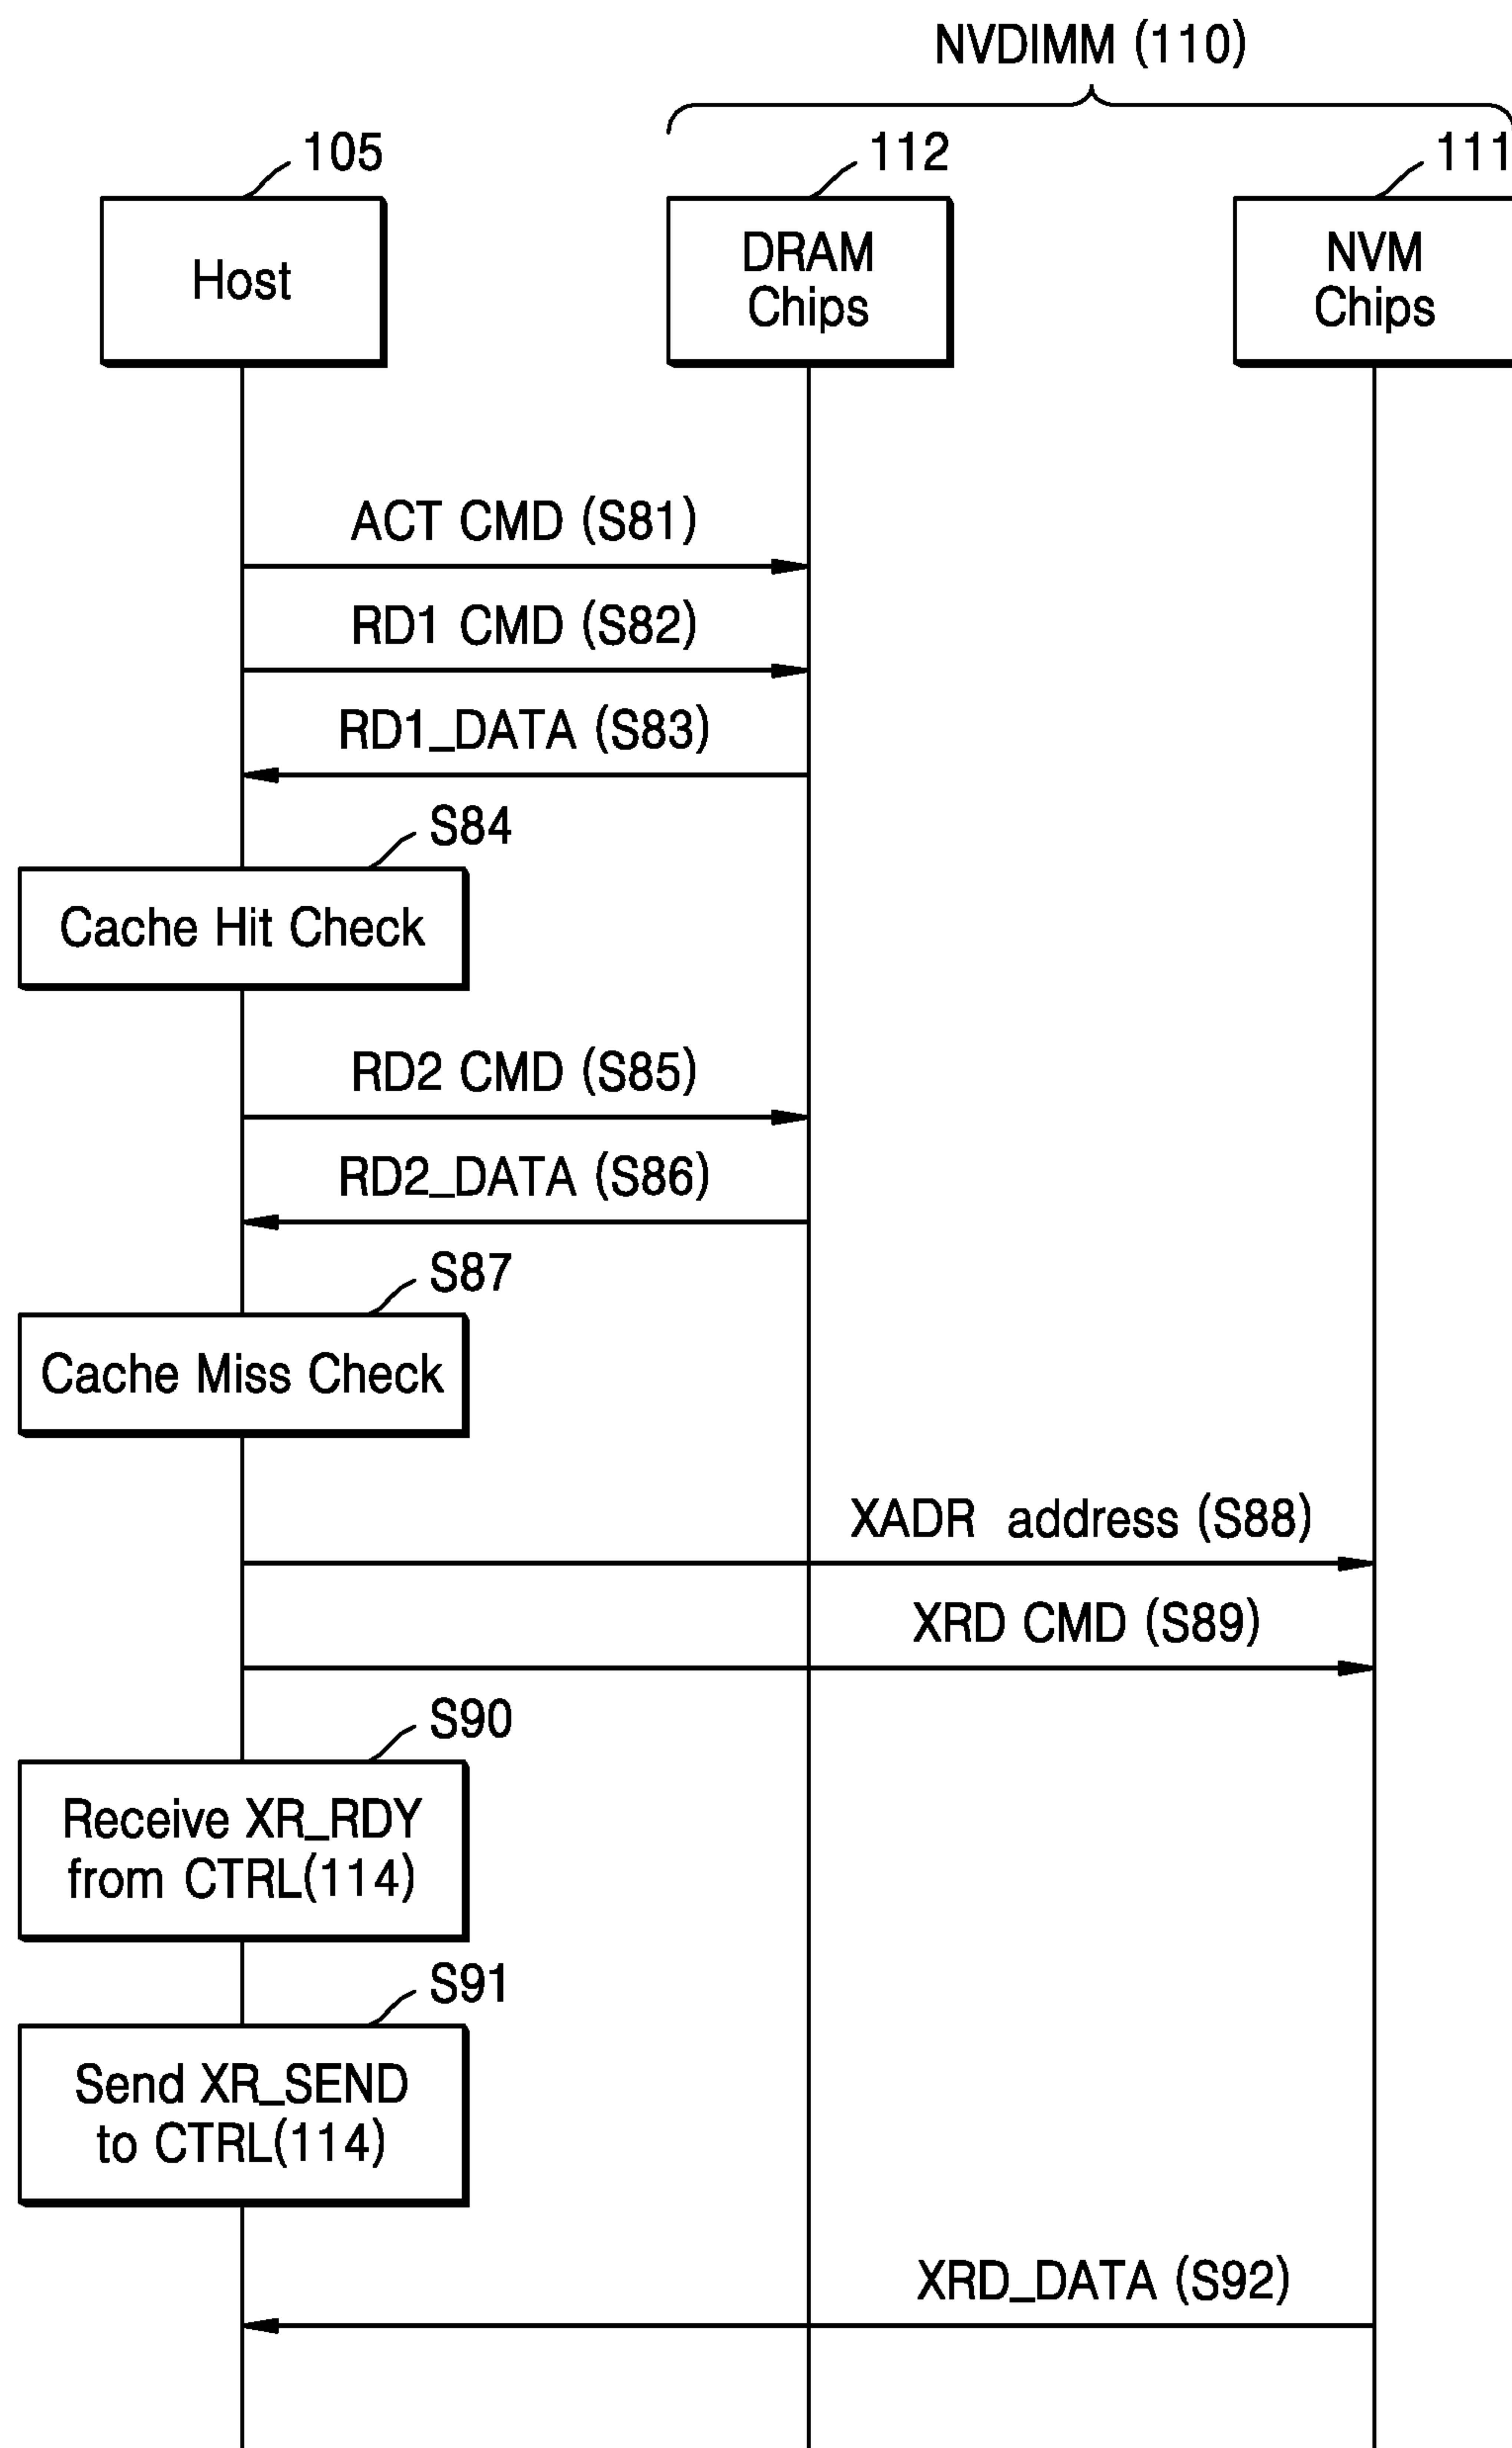 NVDIMM (110)
105
112
111
Host
DRAM
Chips
NVM
Chips
ACT CMD (S81)
RD1 CMD (S82)
RD1_DATA (S83)
S84
Cache Hit Check
RD2 CMD (S85)
RD2_DATA (S86)
S87
Cache Miss Check
XADR address (S88)
XRD CMD (S89)
S90
Receive XR_RDY
from CTRL(114)
S91
Send XR_SEND
to CTRL(114)
XRD_DATA (S92)